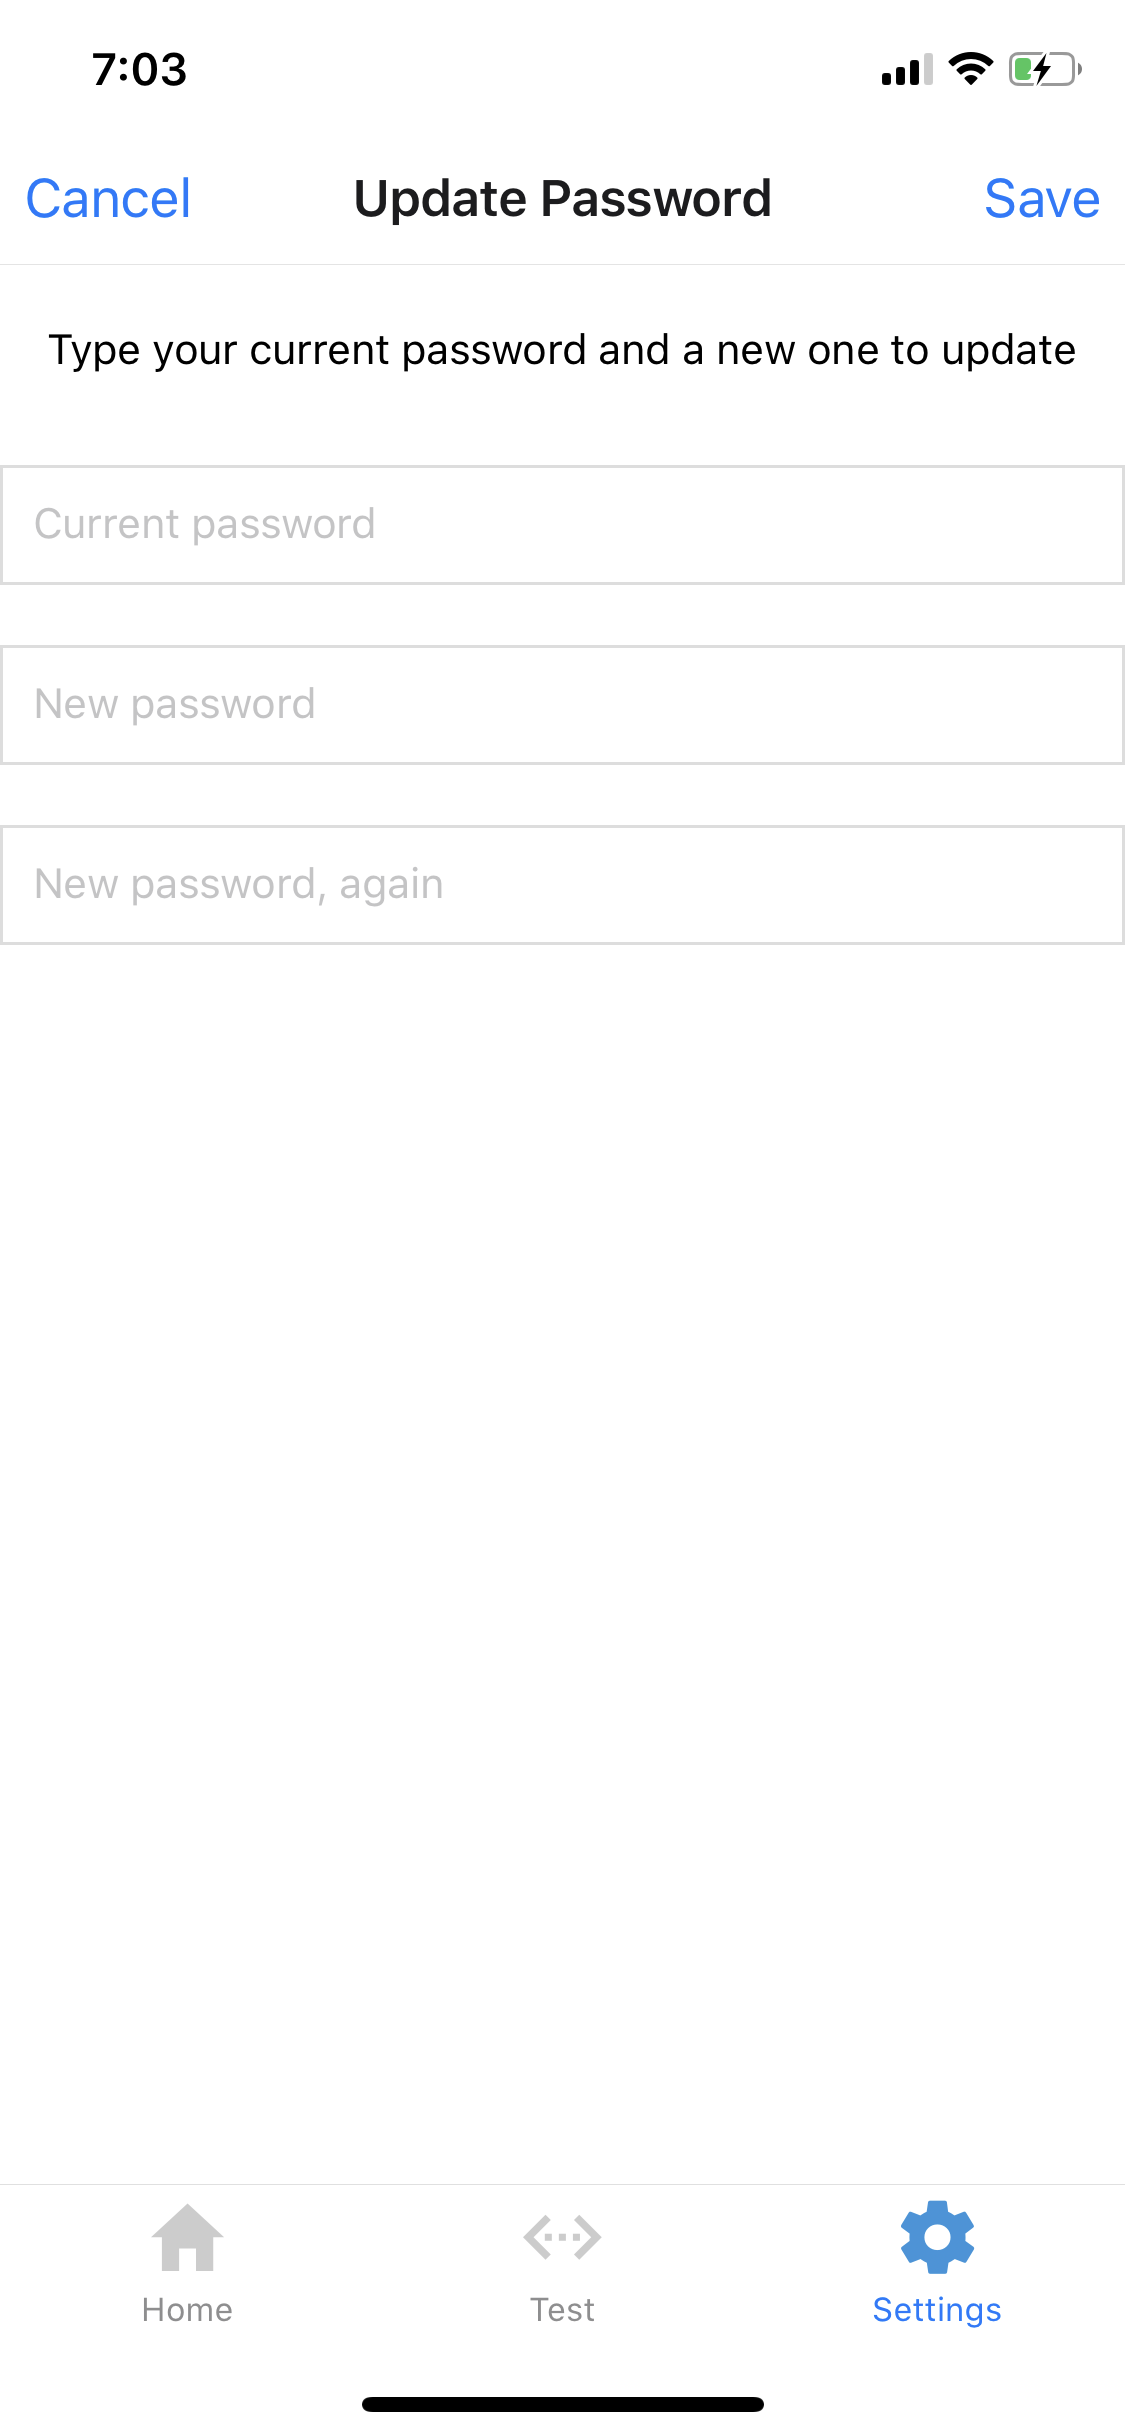 7:03
Cancel
Update Password
Save
Type your current password and a new one to update
Current password
New password
New password, again
Home
Test
Settings